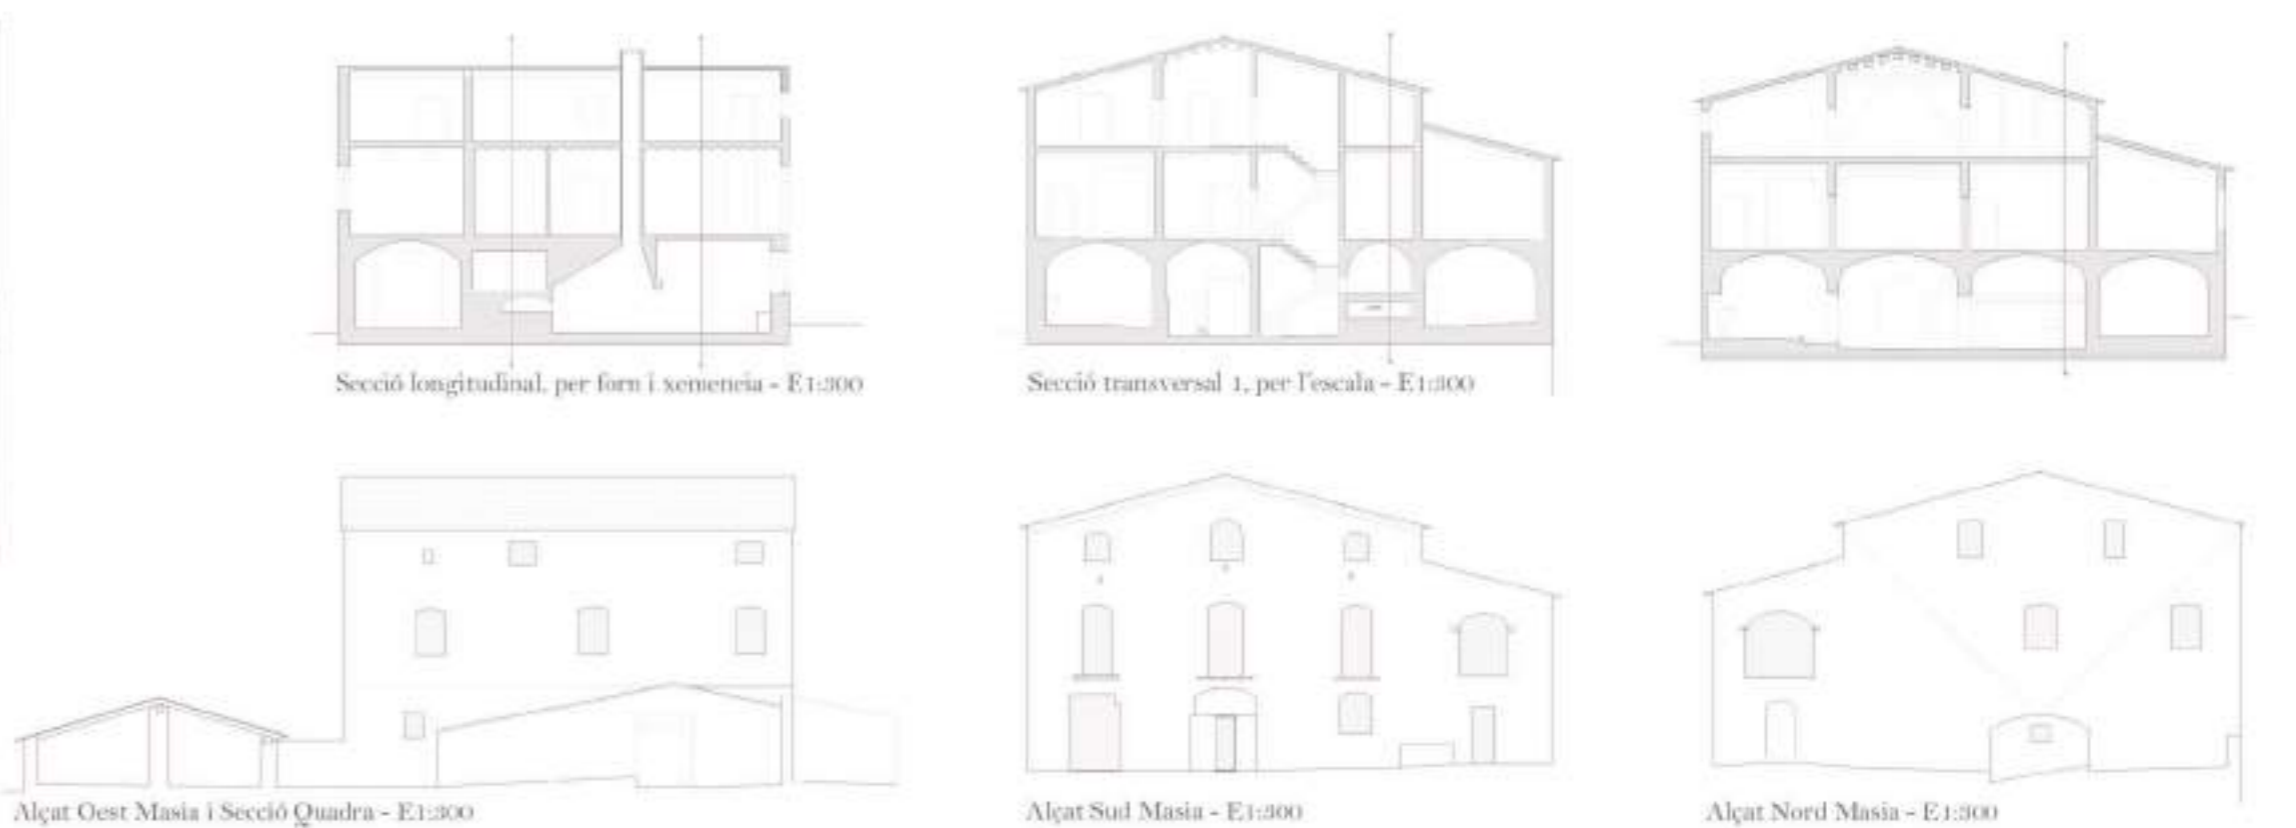 Secció longitudinal, per forn i xemeneia - E1:300
Secció transversal 1, per l'escala - E1:300
Alçat Oest Masia i Secció Quadra - E1:300
Alçat Sud Masia - E1:300
Alçat Nord Masia - E1:300